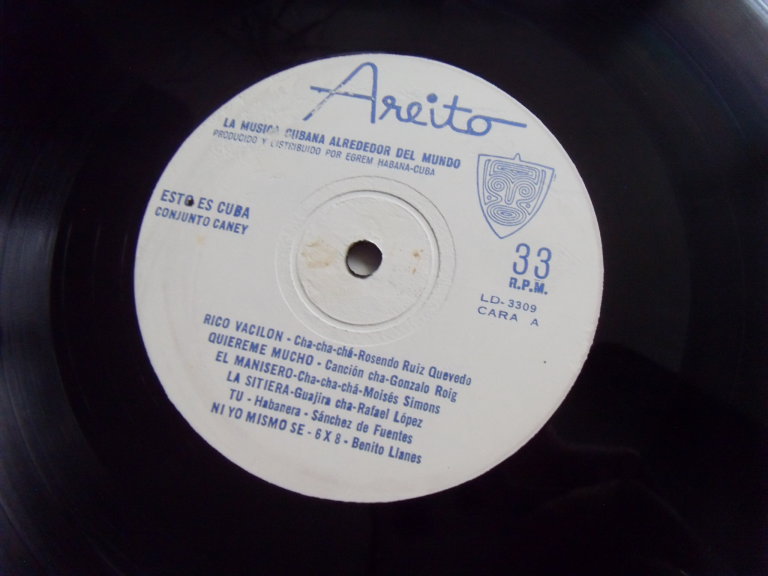 Areito
LA MUSICA CUBANA ALREDEDOR DEL MUNDO
PRODUCIDO Y DISTRIBUIDO POR EGREM HABANA-CUBA
ESTO ES CUBA
CONJUNTO CANEY
33
R.P.M.
LD-3309
CARA A
RICO VACILON - Cha-cha-chá-Rosendo Ruiz Quevedo
QUIEREME MUCHO - Canción cha-Gonzalo Roig
EL MANISERO-Cha-cha-chá-Moisés Simons
LA SITIERA-Guajira cha-Rafael López
TU - Habanera - Sánchez de Fuentes
NI YO MISMO SE - 6 X 8 - Benito Llanes